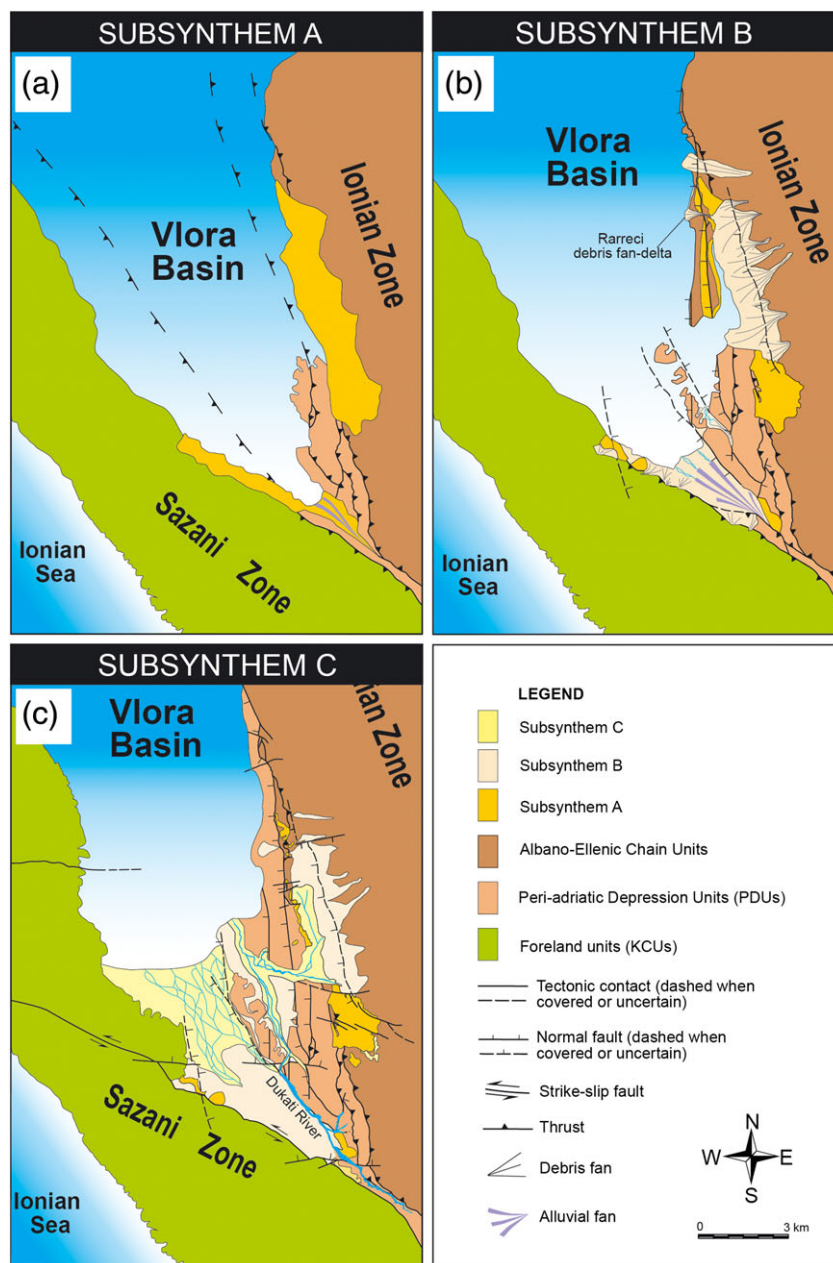 SUBSYNTHEM A
(a)
Vlora
Basin
Ionian Zone
Sazani Zone
Ionian
Sea
SUBSYNTHEM B
(b)
Vlora
Basin
Ionian Zone
Rarreci
debris fan-delta
Ionian
Sea
SUBSYNTHEM C
(c)
Vlora
Basin
nian Zone
Dukati River
Sazani Zone
Ionian
Sea
LEGEND
Subsynthem C
Subsynthem B
Subsynthem A
Albano-Ellenic Chain Units
Peri-adriatic Depression Units (PDUs)
Foreland units (KCUs)
Tectonic contact (dashed when
covered or uncertain)
Normal fault (dashed when
covered or uncertain)
Strike-slip fault
Thrust
Debris fan
Alluvial fan
N
W E
S
0 3 km